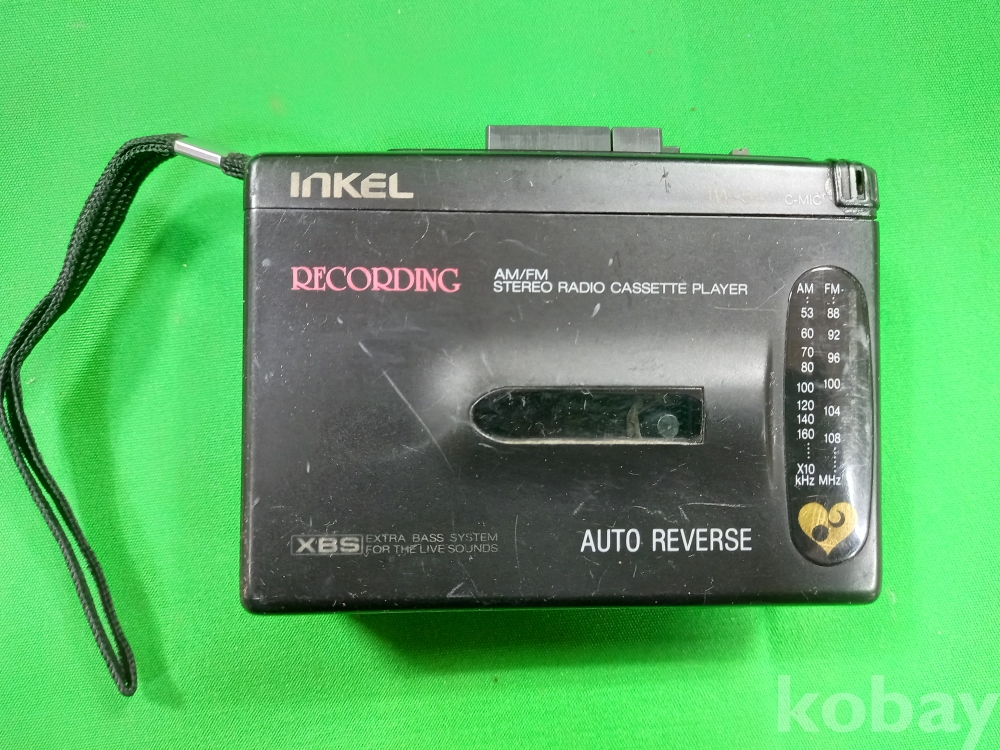 INKEL
C-MIC
RECORDING
AM/FM
STEREO RADIO CASSETTE PLAYER
AM FM
53 88
60 92
70 96
80
100 100
120 104
140
160 108
X10
kHz MHz
XBS EXTRA BASS SYSTEM
FOR THE LIVE SOUNDS
AUTO REVERSE
kobay